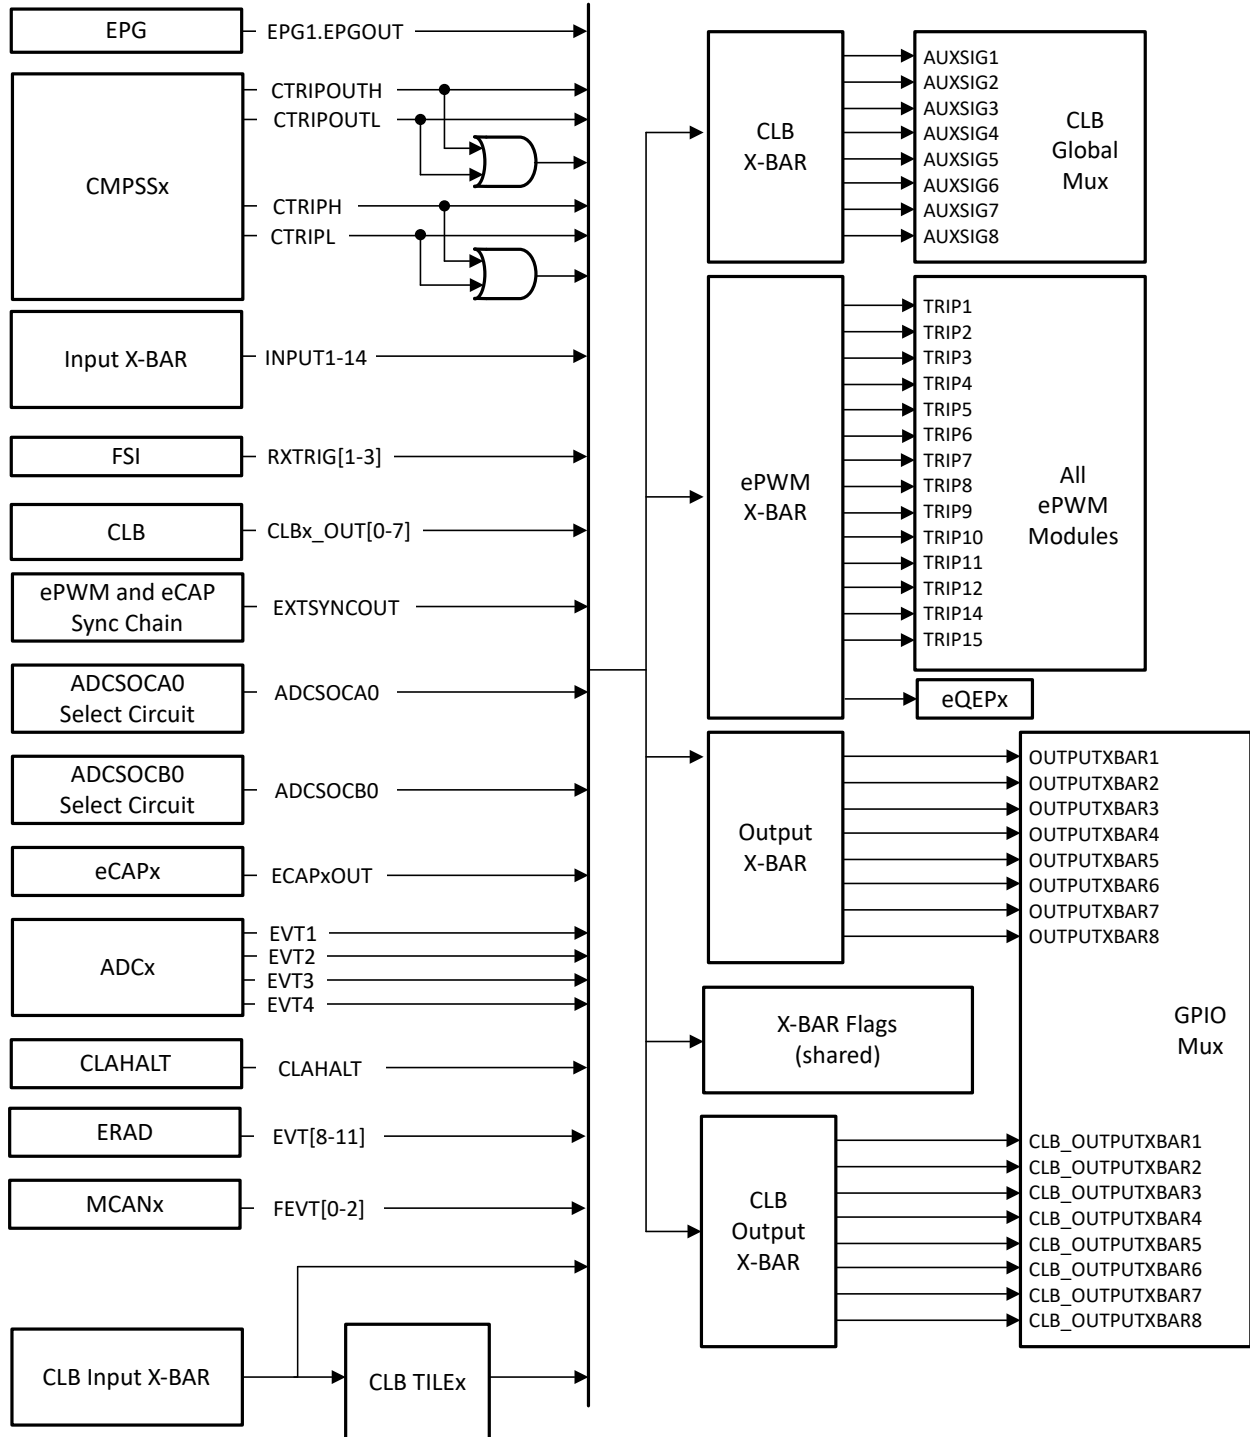 EPG
EPG1.EPGOUT
CMPSSx
CTRIPOUTH
CTRIPOUTL
CTRIPH
CTRIPL
Input X-BAR
INPUT1-14
FSI
RXTRIG[1-3]
CLB
CLBx_OUT[0-7]
ePWM and eCAP
Sync Chain
EXTSYNCOUT
ADCSOCA0
Select Circuit
ADCSOCA0
ADCSOCB0
Select Circuit
ADCSOCB0
eCAPx
ECAPxOUT
ADCx
EVT1
EVT2
EVT3
EVT4
CLAHALT
CLAHALT
ERAD
EVT[8-11]
MCANx
FEVT[0-2]
CLB Input X-BAR
CLB TILEx
CLB
X-BAR
AUXSIG1
AUXSIG2
AUXSIG3
AUXSIG4
AUXSIG5
AUXSIG6
AUXSIG7
AUXSIG8
CLB
Global
Mux
ePWM
X-BAR
TRIP1
TRIP2
TRIP3
TRIP4
TRIP5
TRIP6
TRIP7
TRIP8
TRIP9
TRIP10
TRIP11
TRIP12
TRIP14
TRIP15
All
ePWM
Modules
eQEPx
Output
X-BAR
OUTPUTXBAR1
OUTPUTXBAR2
OUTPUTXBAR3
OUTPUTXBAR4
OUTPUTXBAR5
OUTPUTXBAR6
OUTPUTXBAR7
OUTPUTXBAR8
X-BAR Flags
(shared)
GPIO
Mux
CLB
Output
X-BAR
CLB_OUTPUTXBAR1
CLB_OUTPUTXBAR2
CLB_OUTPUTXBAR3
CLB_OUTPUTXBAR4
CLB_OUTPUTXBAR5
CLB_OUTPUTXBAR6
CLB_OUTPUTXBAR7
CLB_OUTPUTXBAR8